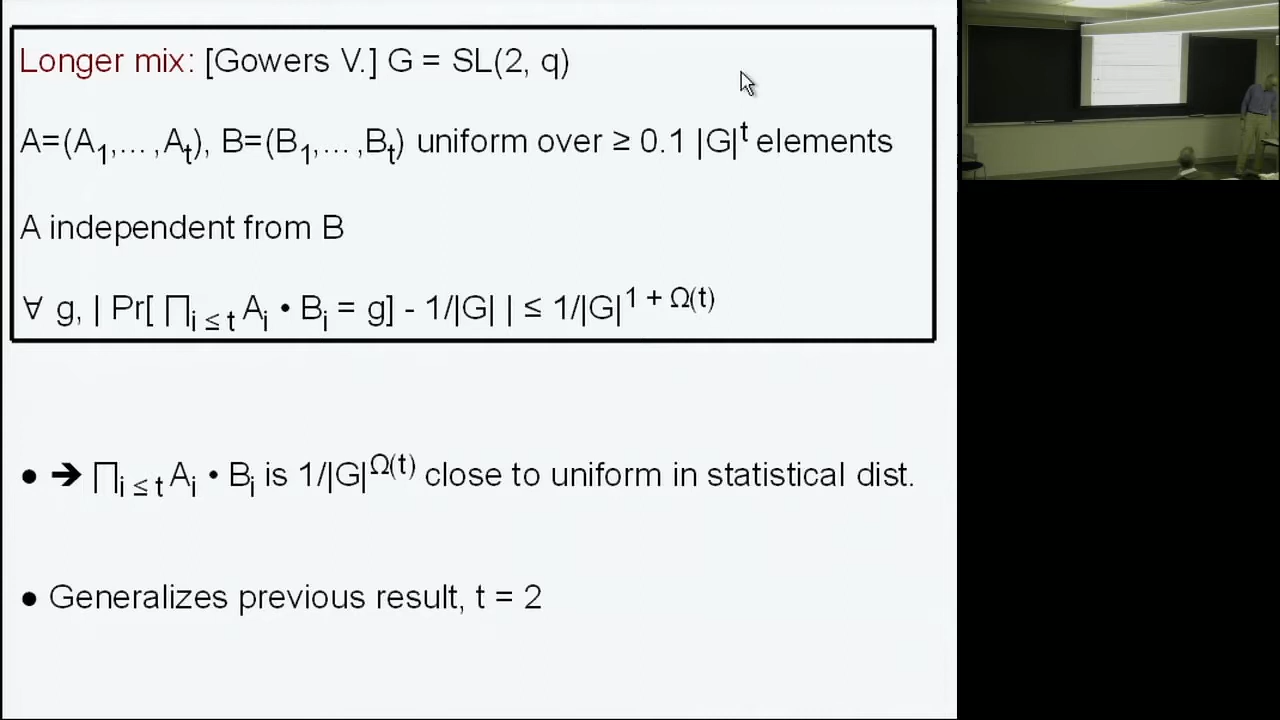 Longer mix: [Gowers V.] G = SL(2, q)
A=(A₁,… ,Aₜ), B=(B₁,… ,Bₜ) uniform over ≥ 0.1 |G|ᵗ elements
A independent from B
∀ g, | Pr[ ∏_{i ≤ t} Aᵢ • Bᵢ = g] - 1/|G| | ≤ 1/|G|^{1 + Ω(t)}
• ➔ ∏_{i ≤ t} Aᵢ • Bᵢ is 1/|G|^{Ω(t)} close to uniform in statistical dist.
• Generalizes previous result, t = 2